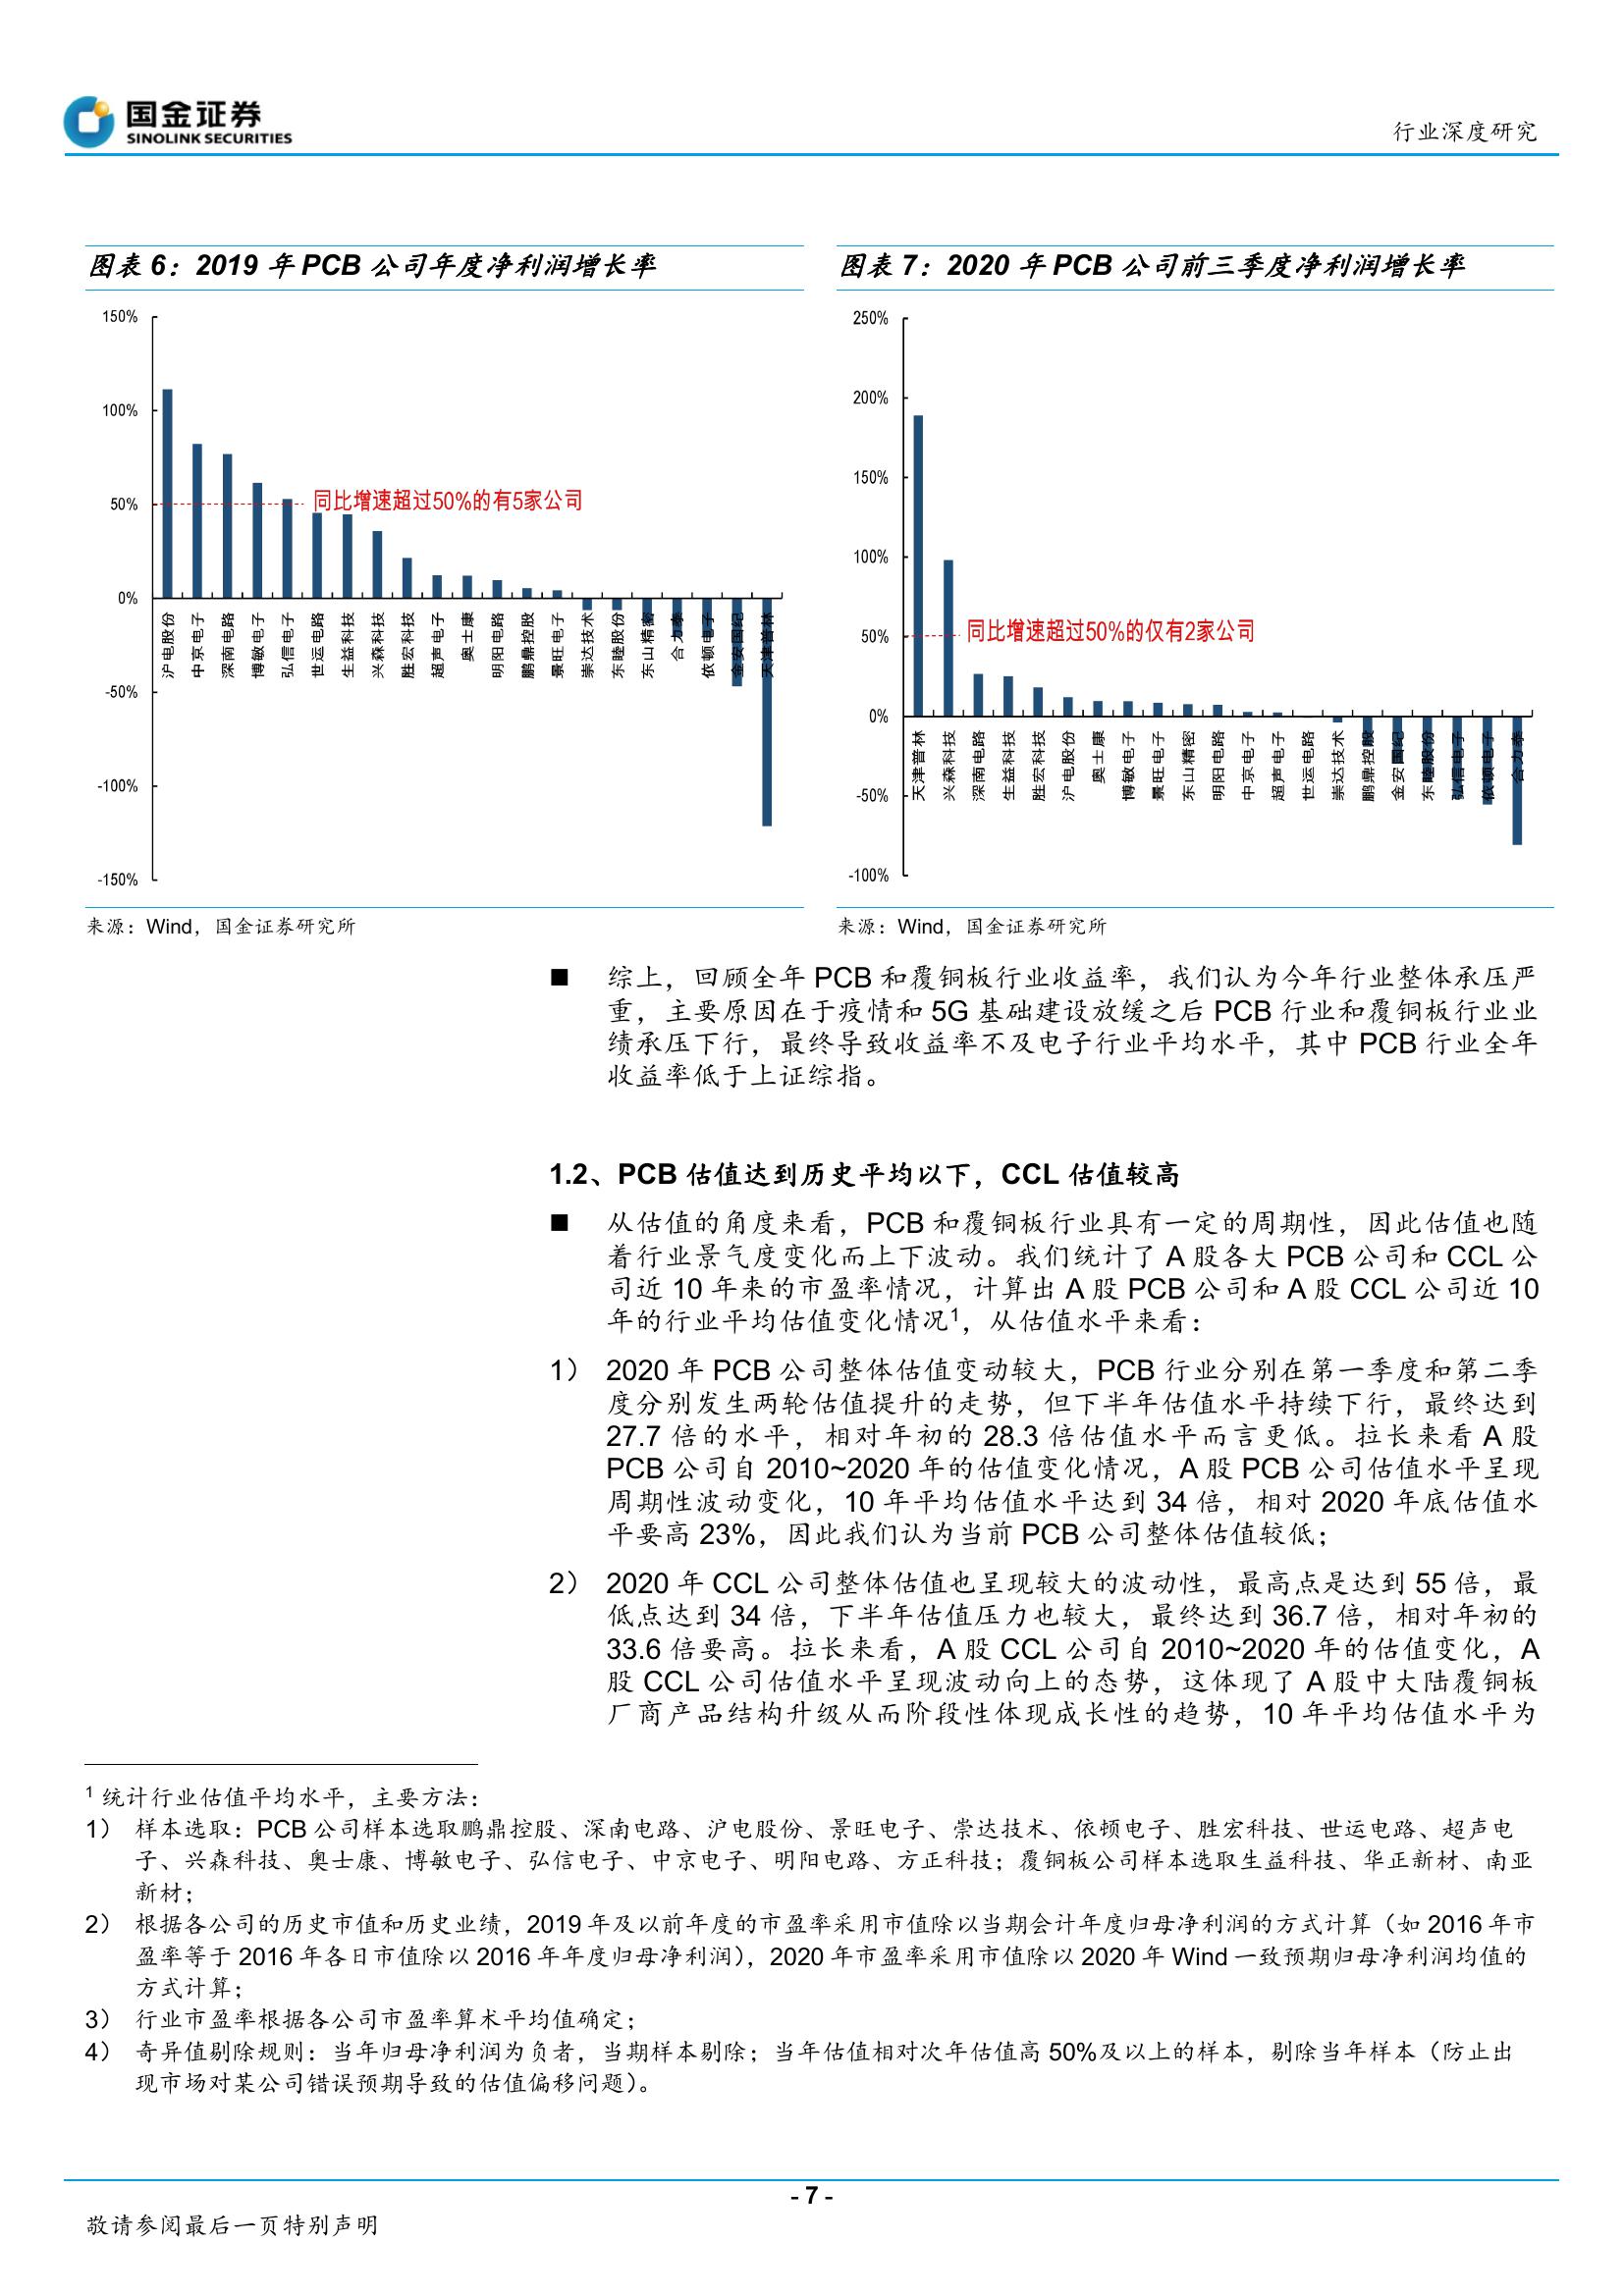 国金证券
SINOLINK SECURITIES
行业深度研究
图表 6：2019 年 PCB 公司年度净利润增长率
150%
100%
50%
0%
-50%
-100%
-150%
同比增速超过50%的有5家公司
沪电股份
中京电子
深南电路
博敏电子
弘信电子
世运电路
生益科技
兴森科技
胜宏科技
超声电子
奥士康
明阳电路
鹏鼎控股
景旺电子
崇达技术
东睦股份
东山精密
合力泰
依顿电子
金安国纪
天津普林
来源：Wind，国金证券研究所
图表 7：2020 年 PCB 公司前三季度净利润增长率
250%
200%
150%
100%
50%
0%
-50%
-100%
同比增速超过50%的仅有2家公司
天津普林
兴森科技
深南电路
生益科技
胜宏科技
沪电股份
奥士康
博敏电子
景旺电子
东山精密
明阳电路
中京电子
超声电子
世运电路
崇达技术
鹏鼎控股
金安国纪
东睦股份
弘信电子
依顿电子
合力泰
来源：Wind，国金证券研究所
■ 综上，回顾全年 PCB 和覆铜板行业收益率，我们认为今年行业整体承压严
重，主要原因在于疫情和 5G 基础建设放缓之后 PCB 行业和覆铜板行业业
绩承压下行，最终导致收益率不及电子行业平均水平，其中 PCB 行业全年
收益率低于上证综指。
1.2、PCB 估值达到历史平均以下，CCL 估值较高
■ 从估值的角度来看，PCB 和覆铜板行业具有一定的周期性，因此估值也随
着行业景气度变化而上下波动。我们统计了 A 股各大 PCB 公司和 CCL 公
司近 10 年来的市盈率情况，计算出 A 股 PCB 公司和 A 股 CCL 公司近 10
年的行业平均估值变化情况1，从估值水平来看：
1） 2020 年 PCB 公司整体估值变动较大，PCB 行业分别在第一季度和第二季
度分别发生两轮估值提升的走势，但下半年估值水平持续下行，最终达到
27.7 倍的水平，相对年初的 28.3 倍估值水平而言更低。拉长来看 A 股
PCB 公司自 2010~2020 年的估值变化情况，A 股 PCB 公司估值水平呈现
周期性波动变化，10 年平均估值水平达到 34 倍，相对 2020 年底估值水
平要高 23%，因此我们认为当前 PCB 公司整体估值较低；
2） 2020 年 CCL 公司整体估值也呈现较大的波动性，最高点是达到 55 倍，最
低点达到 34 倍，下半年估值压力也较大，最终达到 36.7 倍，相对年初的
33.6 倍要高。拉长来看，A 股 CCL 公司自 2010~2020 年的估值变化，A
股 CCL 公司估值水平呈现波动向上的态势，这体现了 A 股中大陆覆铜板
厂商产品结构升级从而阶段性体现成长性的趋势，10 年平均估值水平为
1 统计行业估值平均水平，主要方法：
1） 样本选取：PCB 公司样本选取鹏鼎控股、深南电路、沪电股份、景旺电子、崇达技术、依顿电子、胜宏科技、世运电路、超声电
子、兴森科技、奥士康、博敏电子、弘信电子、中京电子、明阳电路、方正科技；覆铜板公司样本选取生益科技、华正新材、南亚
新材；
2） 根据各公司的历史市值和历史业绩，2019 年及以前年度的市盈率采用市值除以当期会计年度归母净利润的方式计算（如 2016 年市
盈率等于 2016 年各日市值除以 2016 年年度归母净利润），2020 年市盈率采用市值除以 2020 年 Wind 一致预期归母净利润均值的
方式计算；
3） 行业市盈率根据各公司市盈率算术平均值确定；
4） 奇异值剔除规则：当年归母净利润为负者，当期样本剔除；当年估值相对次年估值高 50%及以上的样本，剔除当年样本（防止出
现市场对某公司错误预期导致的估值偏移问题）。
- 7 -
敬请参阅最后一页特别声明